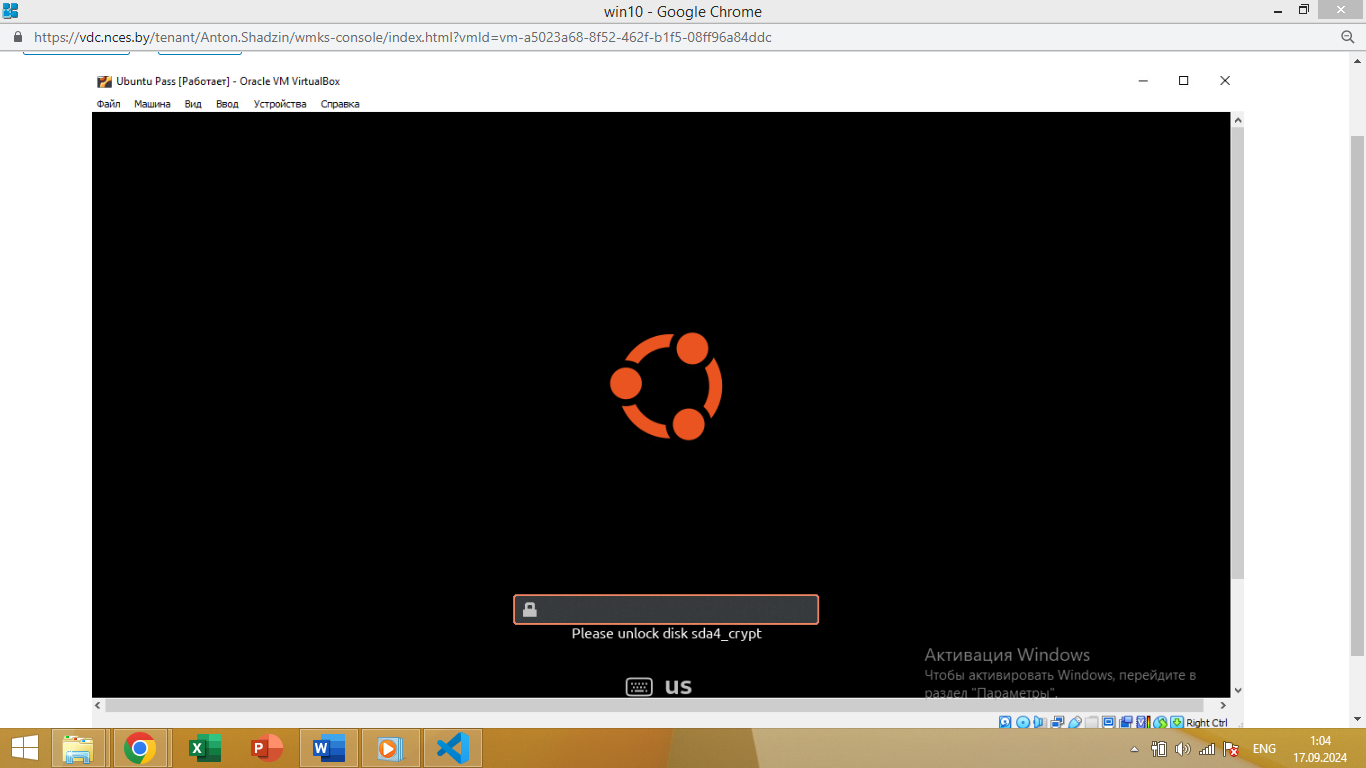 win10 - Google Chrome
https://vdc.nces.by/tenant/Anton.Shadzin/wmks-console/index.html?vmId=vm-a5023a68-8f52-462f-b1f5-08ff96a84ddc
Ubuntu Pass [Работает] - Oracle VM VirtualBox
Файл Машина Вид Ввод Устройства Справка
Please unlock disk sda4_crypt
us
Активация Windows
Чтобы активировать Windows, перейдите в
раздел "Параметры".
Right Ctrl
ENG
1:04
17.09.2024